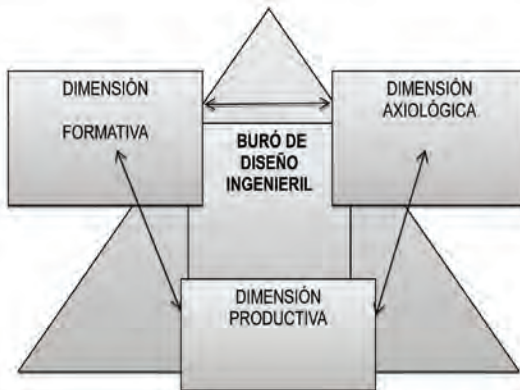 DIMENSIÓN
FORMATIVA
DIMENSIÓN
AXIOLÓGICA
BURÓ DE
DISEÑO
INGENIERIL
DIMENSIÓN
PRODUCTIVA